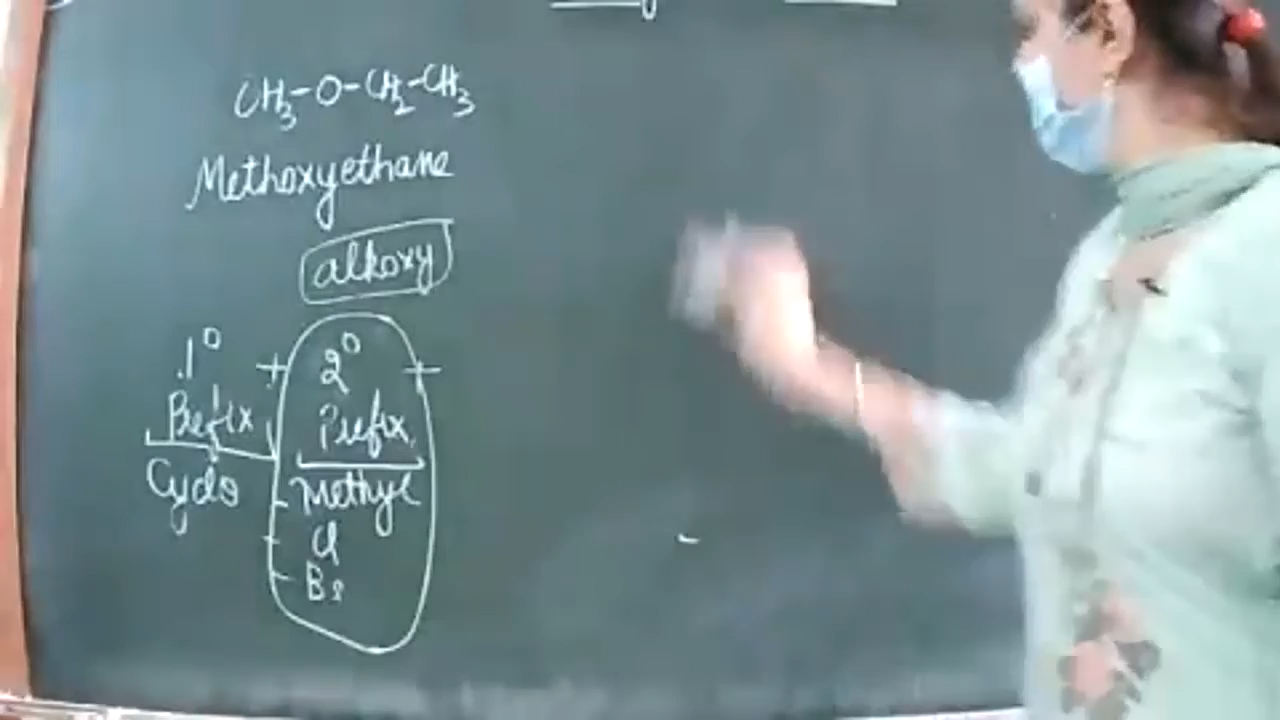 CH3-O-CH2-CH3
Methoxyethane
alkoxy
1° + 2° +
Prefix Prefix
Cyclo Methyl
Cl
Br